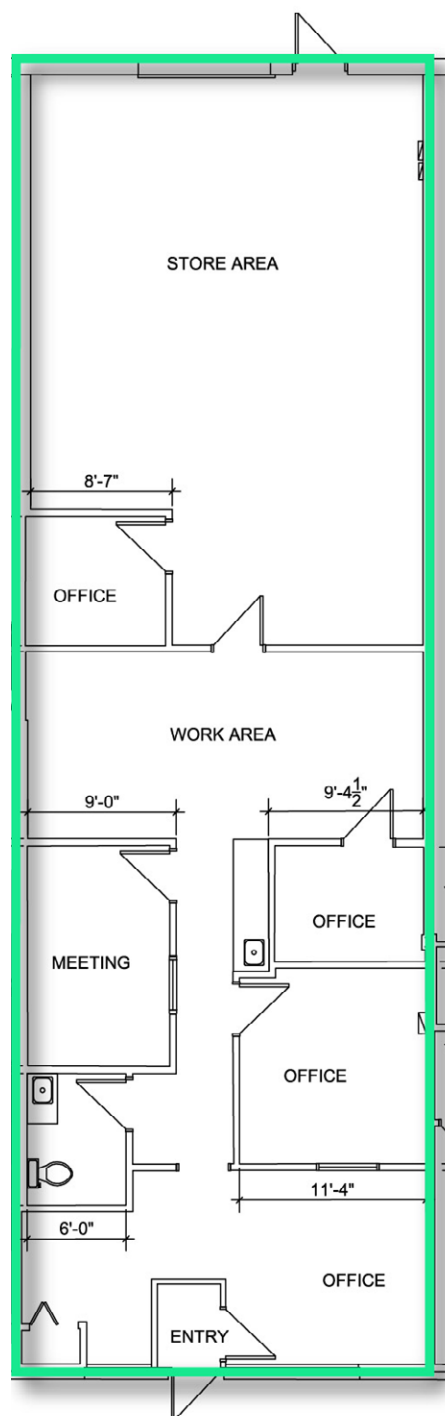 STORE AREA
8'-7"
OFFICE
WORK AREA
9'-0"
9'-4½"
OFFICE
MEETING
OFFICE
11'-4"
6'-0"
OFFICE
ENTRY